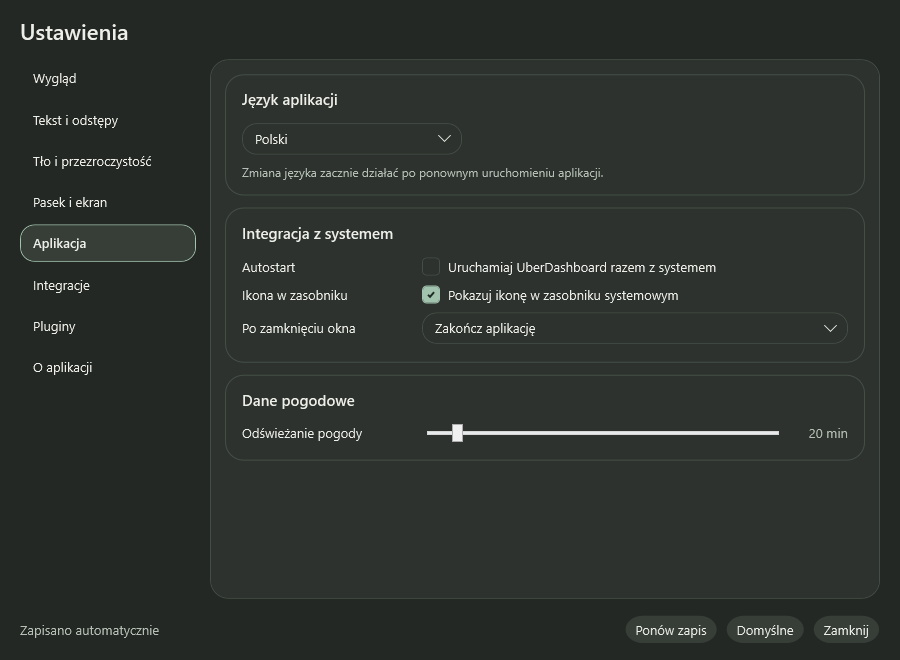 Ustawienia
Wygląd
Tekst i odstępy
Tło i przezroczystość
Pasek i ekran
Aplikacja
Integracje
Pluginy
O aplikacji
Język aplikacji
Polski
Zmiana języka zacznie działać po ponownym uruchomieniu aplikacji.
Integracja z systemem
Autostart
Uruchamiaj UberDashboard razem z systemem
Ikona w zasobniku
Pokazuj ikonę w zasobniku systemowym
Po zamknięciu okna
Zakończ aplikację
Dane pogodowe
Odświeżanie pogody
20 min
Zapisano automatycznie
Ponów zapis
Domyślne
Zamknij